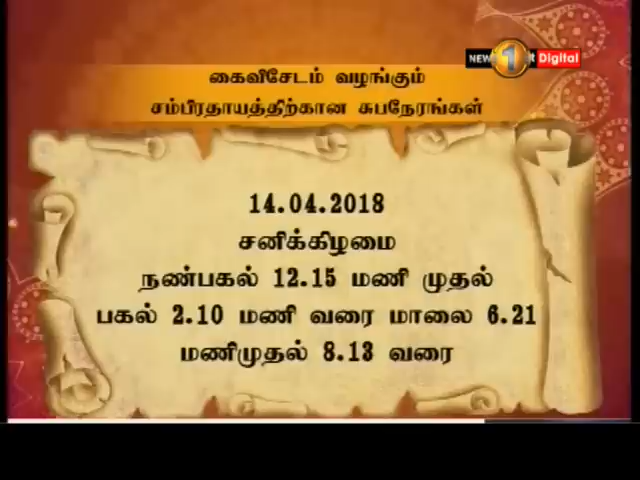 கைவிசேடம் வழங்கும்
சம்பிரதாயத்திற்கான சுபநேரங்கள்
NEWS 1st Digital
14.04.2018
சனிக்கிழமை
நண்பகல் 12.15 மணி முதல்
பகல் 2.10 மணி வரை மாலை 6.21
மணிமுதல் 8.13 வரை